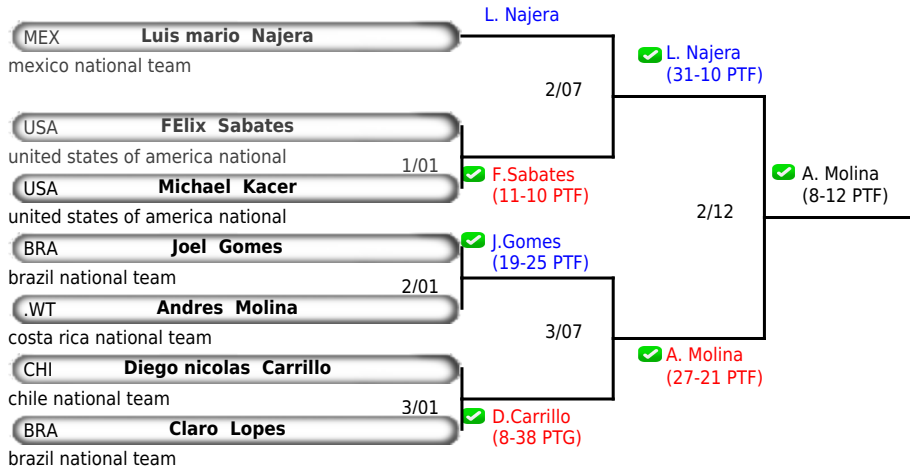 MEX Luis mario Najera
mexico national team
L. Najera
2/07
L. Najera
(31-10 PTF)
USA FElix Sabates
united states of america national
1/01
USA Michael Kacer
united states of america national
F.Sabates
(11-10 PTF)
2/12
A. Molina
(8-12 PTF)
BRA Joel Gomes
brazil national team
J.Gomes
(19-25 PTF)
2/01
.WT Andres Molina
costa rica national team
3/07
A. Molina
(27-21 PTF)
CHI Diego nicolas Carrillo
chile national team
3/01
BRA Claro Lopes
brazil national team
D.Carrillo
(8-38 PTG)